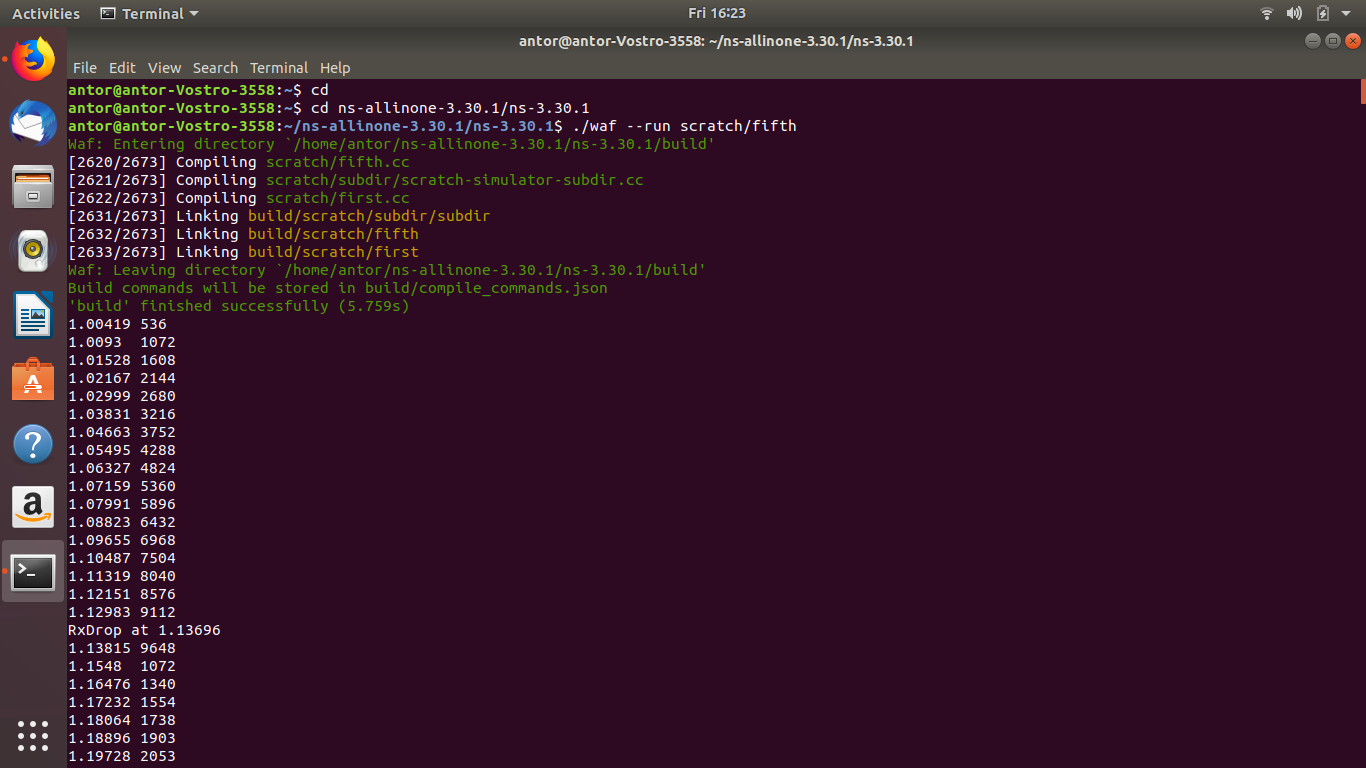 Activities Terminal Fri 16:23
antor@antor-Vostro-3558: ~/ns-allinone-3.30.1/ns-3.30.1
File Edit View Search Terminal Help
antor@antor-Vostro-3558:~$ cd
antor@antor-Vostro-3558:~$ cd ns-allinone-3.30.1/ns-3.30.1
antor@antor-Vostro-3558:~/ns-allinone-3.30.1/ns-3.30.1$ ./waf --run scratch/fifth
Waf: Entering directory `/home/antor/ns-allinone-3.30.1/ns-3.30.1/build'
[2620/2673] Compiling scratch/fifth.cc
[2621/2673] Compiling scratch/subdir/scratch-simulator-subdir.cc
[2622/2673] Compiling scratch/first.cc
[2631/2673] Linking build/scratch/subdir/subdir
[2632/2673] Linking build/scratch/fifth
[2633/2673] Linking build/scratch/first
Waf: Leaving directory `/home/antor/ns-allinone-3.30.1/ns-3.30.1/build'
Build commands will be stored in build/compile_commands.json
'build' finished successfully (5.759s)
1.00419 536
1.0093  1072
1.01528 1608
1.02167 2144
1.02999 2680
1.03831 3216
1.04663 3752
1.05495 4288
1.06327 4824
1.07159 5360
1.07991 5896
1.08823 6432
1.09655 6968
1.10487 7504
1.11319 8040
1.12151 8576
1.12983 9112
RxDrop at 1.13696
1.13815 9648
1.1548  1072
1.16476 1340
1.17232 1554
1.18064 1738
1.18896 1903
1.19728 2053